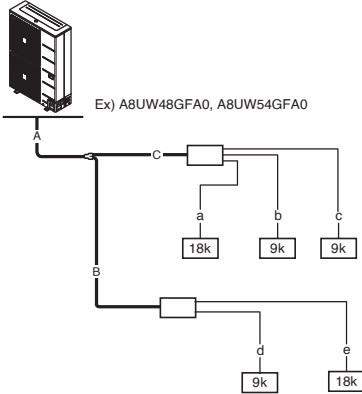 Ex) A8UW48GFA0, A8UW54GFA0
A
C
a b c
18k 9k 9k
B
d e
9k 18k